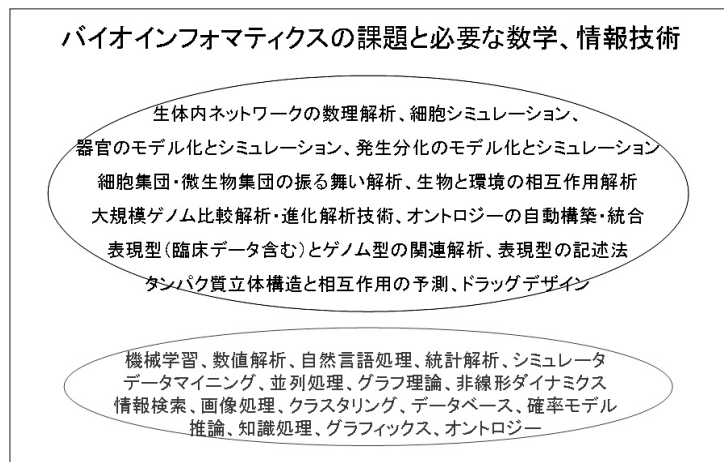 バイオインフォマティクスの課題と必要な数学、情報技術
生体内ネットワークの数理解析、細胞シミュレーション、
器官のモデル化とシミュレーション、発生分化のモデル化とシミュレーション
細胞集団・微生物集団の振る舞い解析、生物と環境の相互作用解析
大規模ゲノム比較解析・進化解析技術、オントロジーの自動構築・統合
表現型(臨床データ含む)とゲノム型の関連解析、表現型の記述法
タンパク質立体構造と相互作用の予測、ドラッグデザイン
機械学習、数値解析、自然言語処理、統計解析、シミュレータ
データマイニング、並列処理、グラフ理論、非線形ダイナミクス
情報検索、画像処理、クラスタリング、データベース、確率モデル
推論、知識処理、グラフィックス、オントロジー